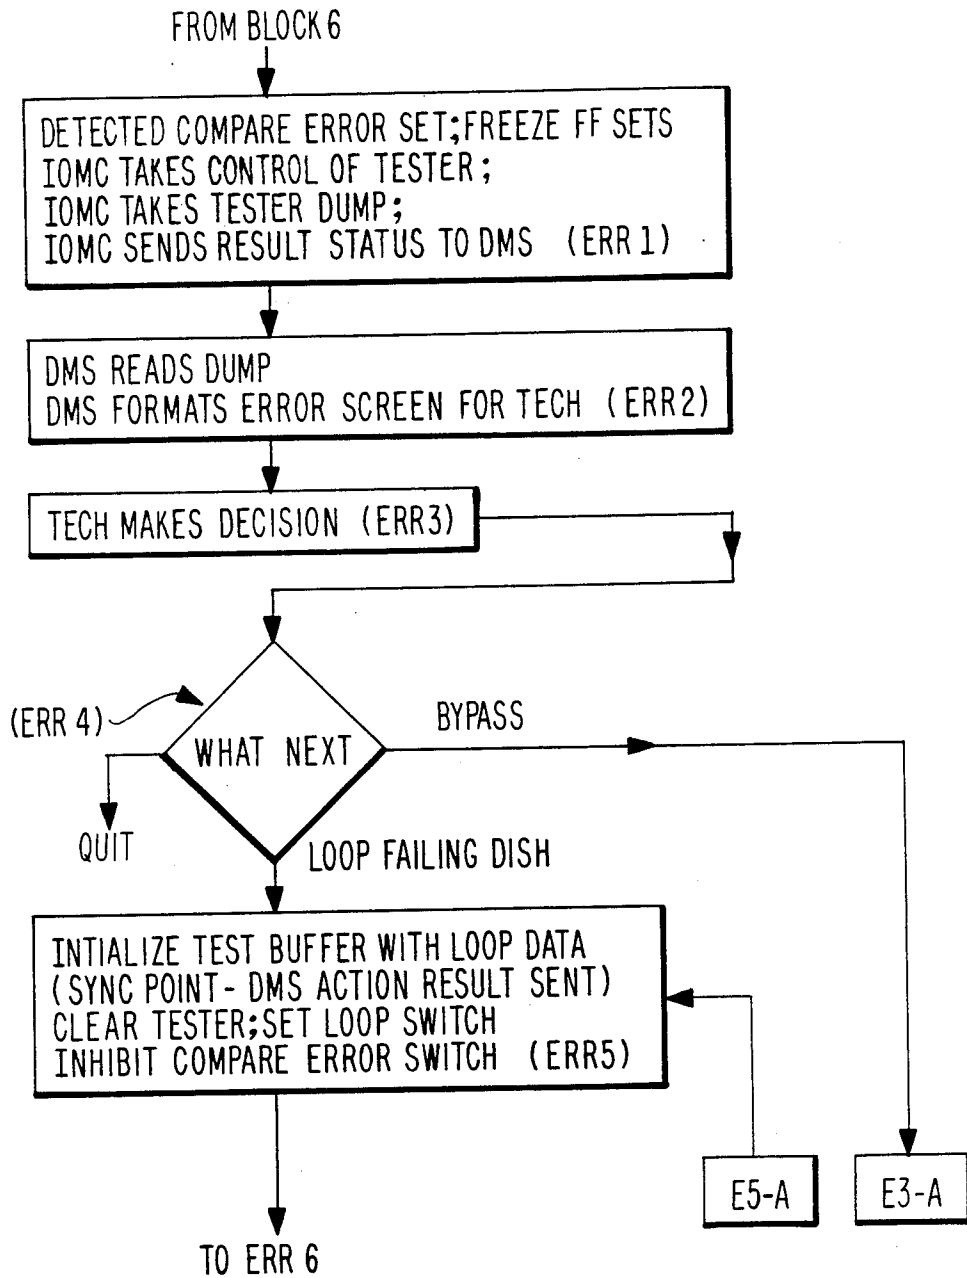 FROM BLOCK 6
DETECTED COMPARE ERROR SET;FREEZE FF SETS
IOMC TAKES CONTROL OF TESTER;
IOMC TAKES TESTER DUMP;
IOMC SENDS RESULT STATUS TO DMS (ERR 1)
DMS READS DUMP
DMS FORMATS ERROR SCREEN FOR TECH (ERR2)
TECH MAKES DECISION (ERR3)
(ERR 4)
WHAT NEXT
BYPASS
QUIT
LOOP FAILING DISH
INTIALIZE TEST BUFFER WITH LOOP DATA
(SYNC POINT- DMS ACTION RESULT SENT)
CLEAR TESTER;SET LOOP SWITCH
INHIBIT COMPARE ERROR SWITCH (ERR5)
E5-A
E3-A
TO ERR 6